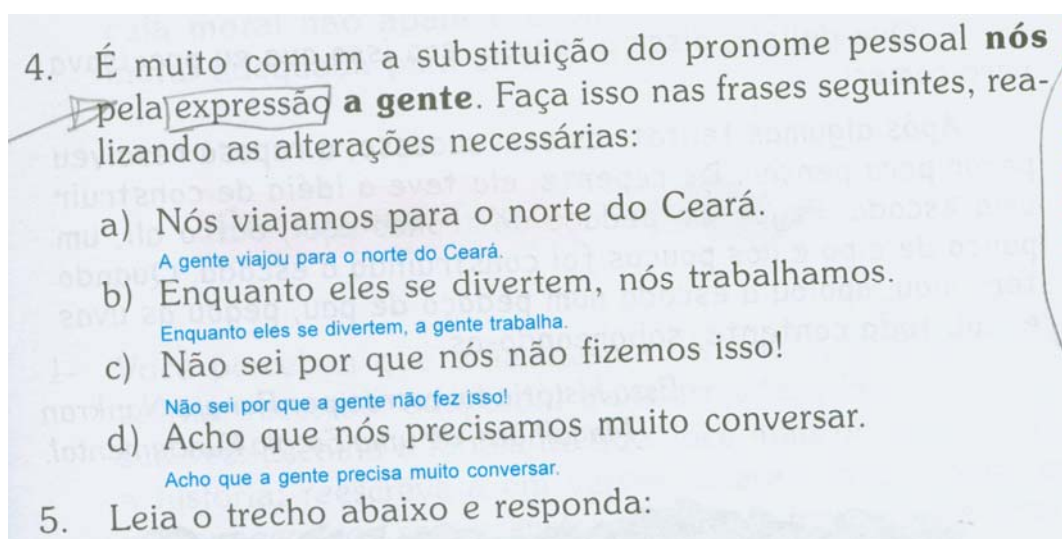 4. É muito comum a substituição do pronome pessoal nós
pela expressão a gente. Faça isso nas frases seguintes, rea-
lizando as alterações necessárias:
a) Nós viajamos para o norte do Ceará.
A gente viajou para o norte do Ceará.
b) Enquanto eles se divertem, nós trabalhamos.
Enquanto eles se divertem, a gente trabalha.
c) Não sei por que nós não fizemos isso!
Não sei por que a gente não fez isso!
d) Acho que nós precisamos muito conversar.
Acho que a gente precisa muito conversar.
5. Leia o trecho abaixo e responda: